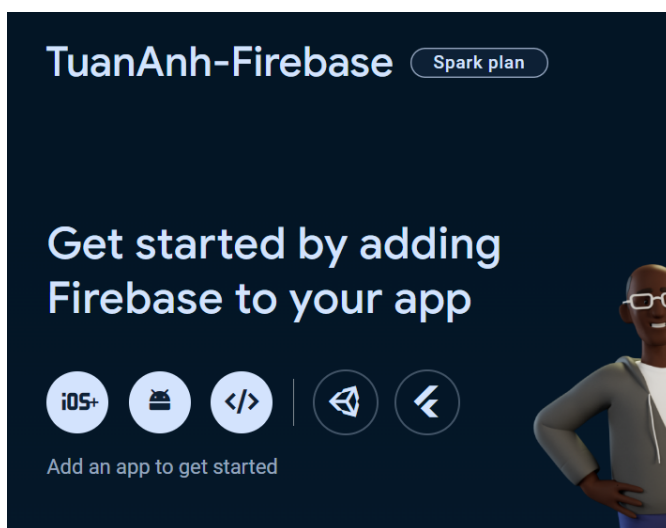 TuanAnh-Firebase
Spark plan
Get started by adding
Firebase to your app
iOS+
</>
Add an app to get started